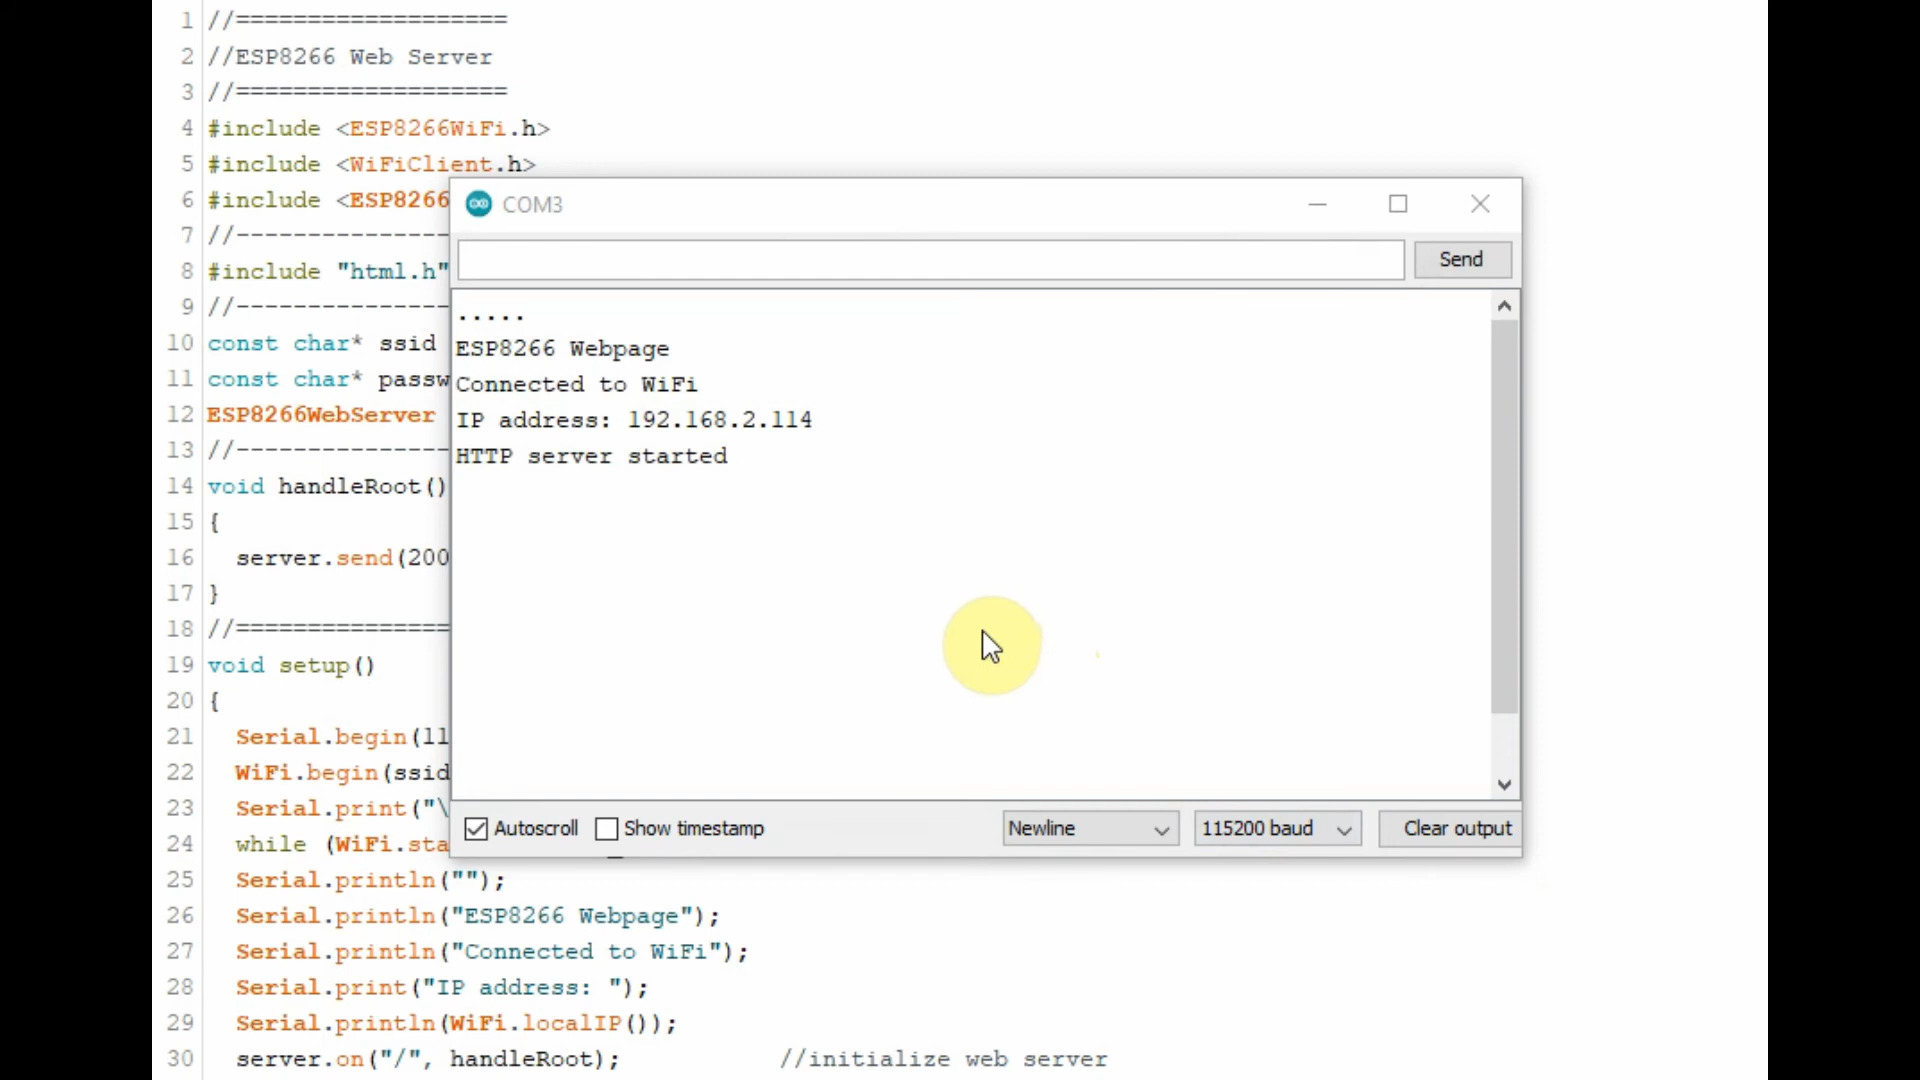 1 //===================
2 //ESP8266 Web Server
3 //===================
4 #include <ESP8266WiFi.h>
5 #include <WiFiClient.h>
6 #include <ESP8266
7 //---------------
8 #include "html.h"
9 //---------------
10 const char* ssid
11 const char* passw
12 ESP8266WebServer
13 //---------------
14 void handleRoot()
15 {
16 server.send(200
17 }
18 //===============
19 void setup()
20 {
21 Serial.begin(11
22 WiFi.begin(ssid
23 Serial.print("\
24 while (WiFi.sta
25 Serial.println("");
26 Serial.println("ESP8266 Webpage");
27 Serial.println("Connected to WiFi");
28 Serial.print("IP address: ");
29 Serial.println(WiFi.localIP());
30 server.on("/", handleRoot); //initialize web server
COM3
Send
.....
ESP8266 Webpage
Connected to WiFi
IP address: 192.168.2.114
HTTP server started
Autoscroll Show timestamp Newline 115200 baud Clear output